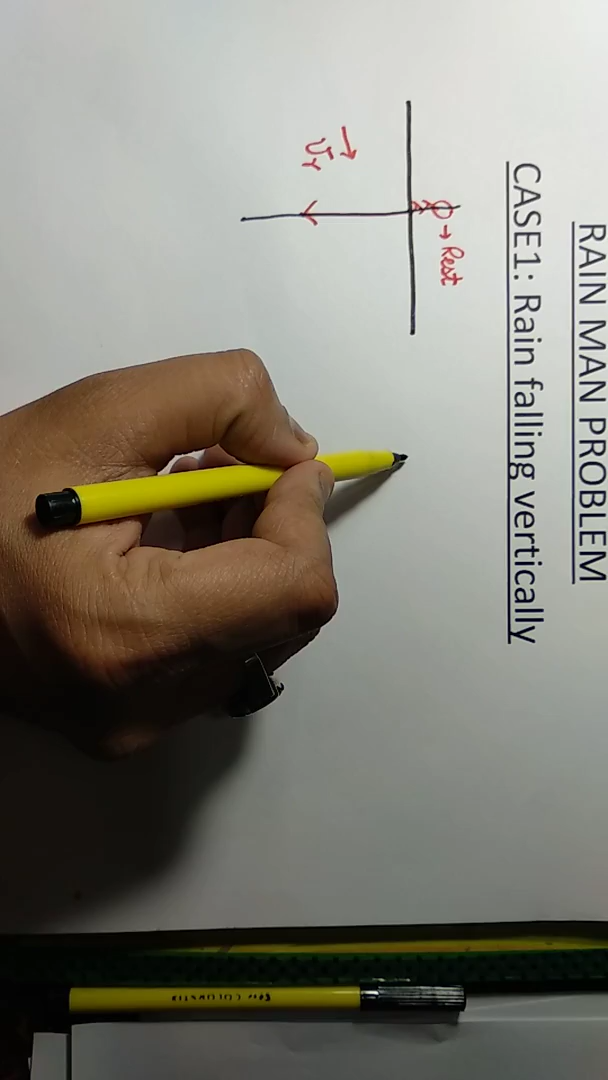 RAIN MAN PROBLEM
CASE1: Rain falling vertically
→ Rest
v⃗r